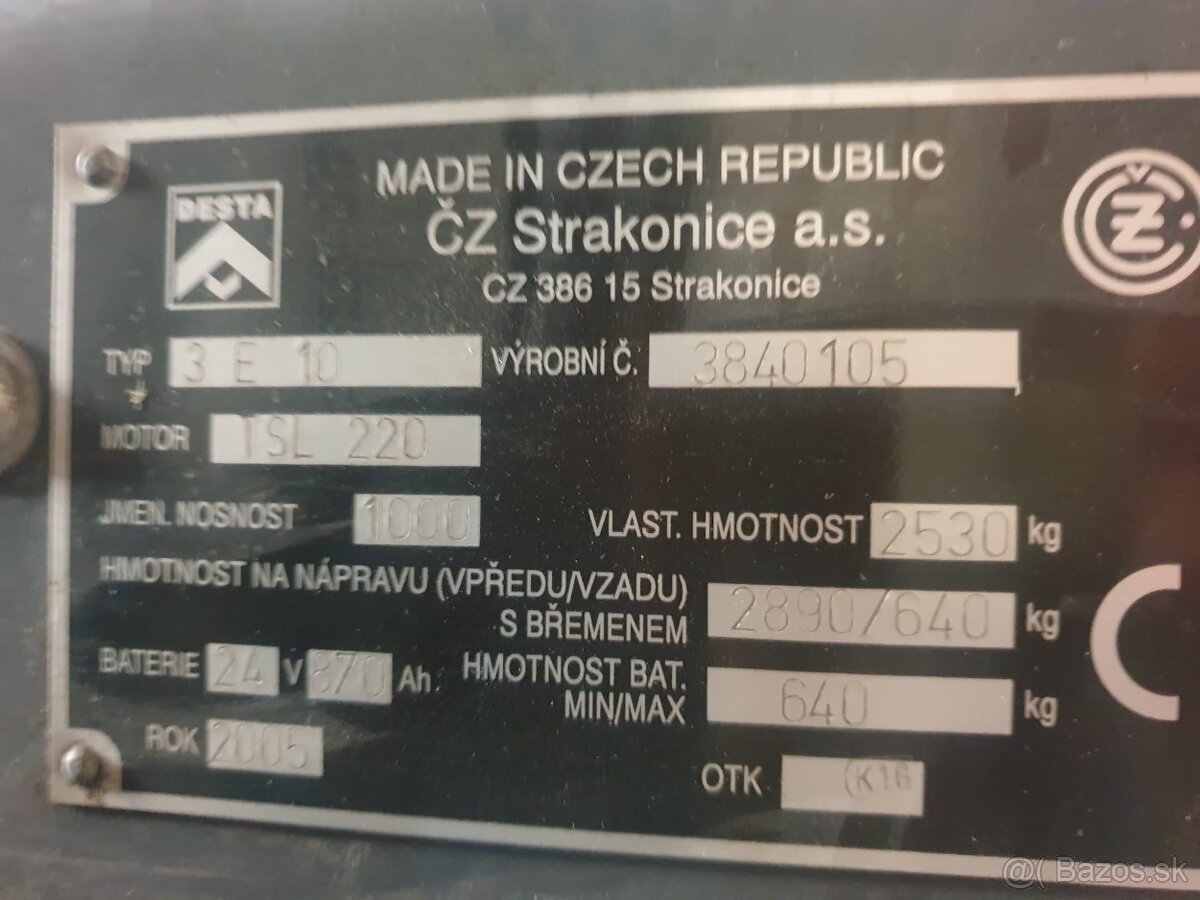 MADE IN CZECH REPUBLIC
DESTA
ČZ Strakonice a.s.
ČZ
CZ 386 15 Strakonice
TYP 3 E 10 VÝROBNÍ Č. 3840105
MOTOR TSL 220
JMEN. NOSNOST 1000 VLAST. HMOTNOST 2530 kg
HMOTNOST NA NÁPRAVU (VPŘEDU/VZADU)
S BŘEMENEM 2890/640 kg
BATERIE 24 V 870 Ah. HMOTNOST BAT.
MIN/MAX 640 kg
ROK 2005
OTK (K16
@( Bazos.sk